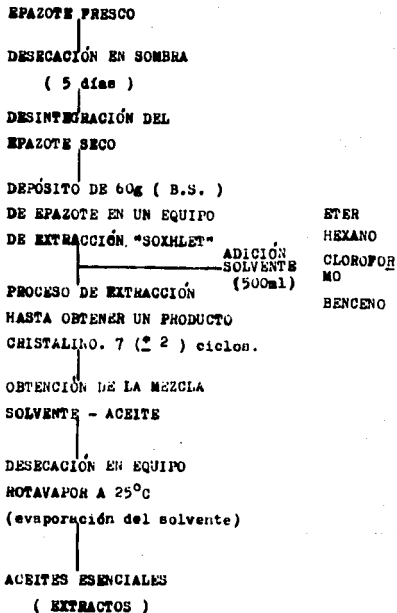 EPAZOTE FRESCO
DESECACIÓN EN SOMBRA
( 5 días )
DESINTEGRACIÓN DEL
EPAZOTE SECO
DEPÓSITO DE 60g ( B.S. )
DE EPAZOTE EN UN EQUIPO
DE EXTRACCIÓN "SOXHLET"
ADICIÓN
SOLVENTE
(500ml)
ETER
HEXANO
CLOROFOR
MO
BENCENO
PROCESO DE EXTRACCIÓN
HASTA OBTENER UN PRODUCTO
CRISTALINO. 7 (± 2 ) ciclos.
OBTENCIÓN DE LA MEZCLA
SOLVENTE - ACEITE
DESECACIÓN EN EQUIPO
ROTAVAPOR A 25°C
(evaporación del solvente)
ACEITES ESENCIALES
( EXTRACTOS )